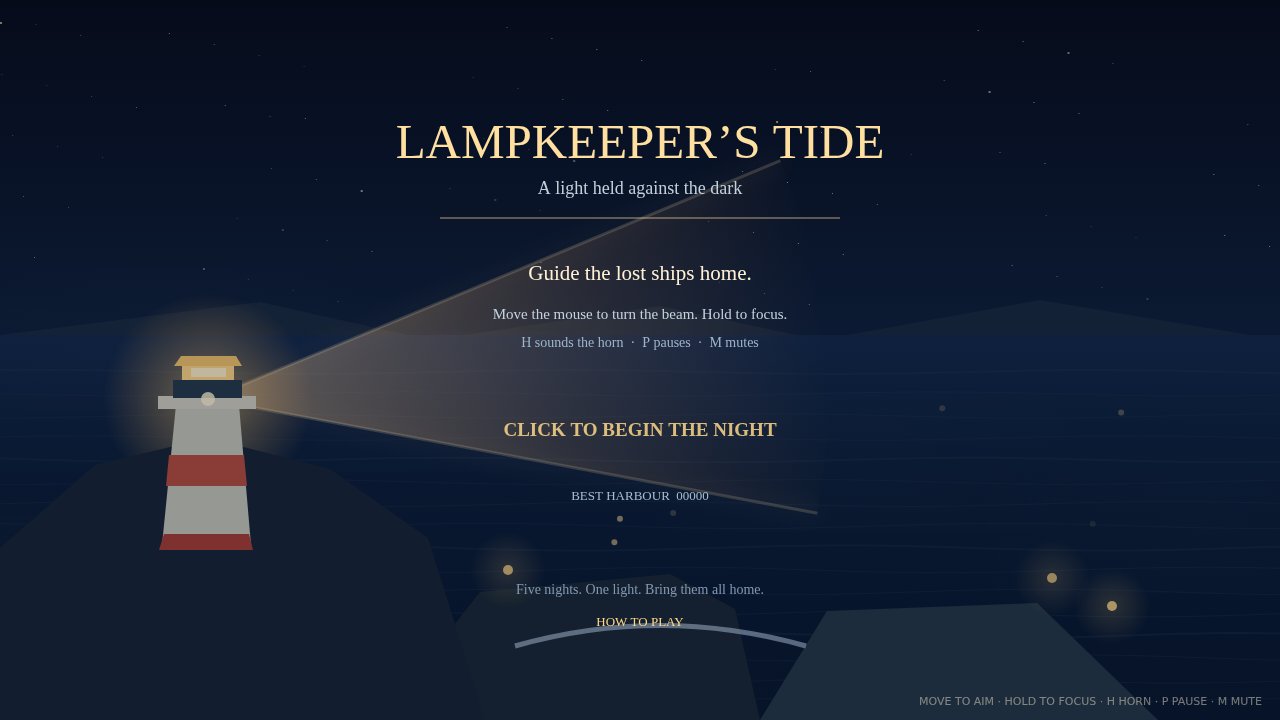 LAMPKEEPER’S TIDE
A light held against the dark
Guide the lost ships home.
Move the mouse to turn the beam. Hold to focus.
H sounds the horn · P pauses · M mutes
CLICK TO BEGIN THE NIGHT
BEST HARBOUR 00000
Five nights. One light. Bring them all home.
HOW TO PLAY
MOVE TO AIM · HOLD TO FOCUS · H HORN · P PAUSE · M MUTE